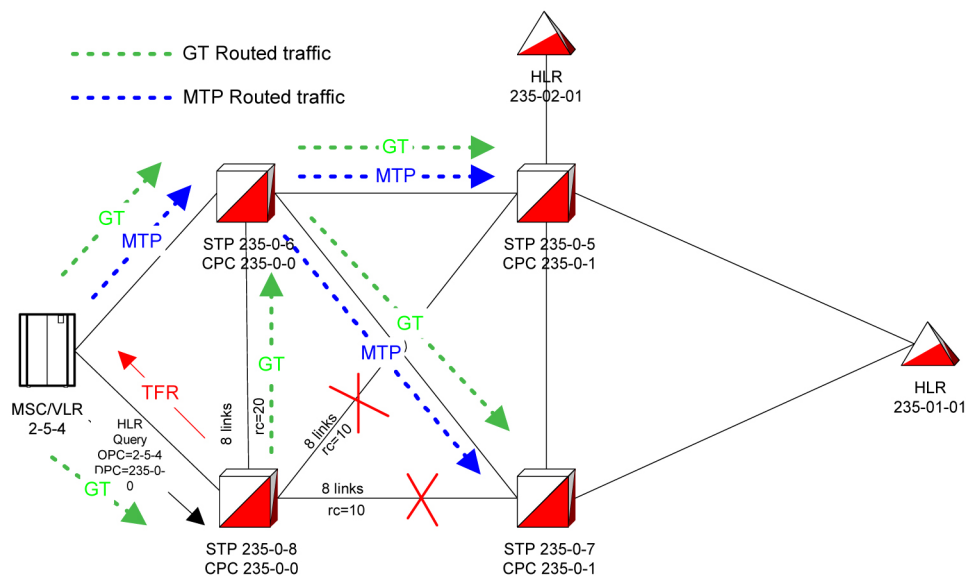 GT Routed traffic
MTP Routed traffic
HLR
235-02-01
GT
MTP
GT
MTP
STP 235-0-6
CPC 235-0-0
STP 235-0-5
CPC 235-0-1
GT
MTP
GT
TFR
MSC/VLR
2-5-4
HLR
Query
OPC=2-5-4
DPC=235-0-
0
GT
8 links
rc=20
8 links
rc=10
8 links
rc=10
HLR
235-01-01
STP 235-0-8
CPC 235-0-0
STP 235-0-7
CPC 235-0-1